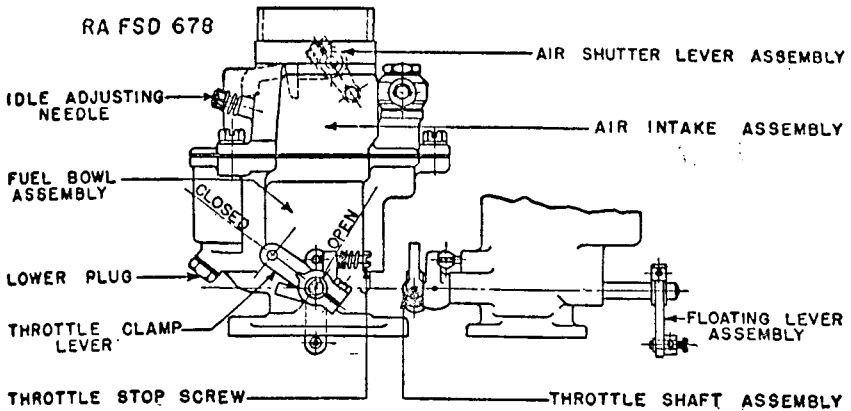 RA FSD 678
AIR SHUTTER LEVER ASSEMBLY
IDLE ADJUSTING
NEEDLE
AIR INTAKE ASSEMBLY
FUEL BOWL
ASSEMBLY
CLOSED
OPEN
LOWER PLUG
THROTTLE CLAMP
LEVER
FLOATING LEVER
ASSEMBLY
THROTTLE STOP SCREW
THROTTLE SHAFT ASSEMBLY